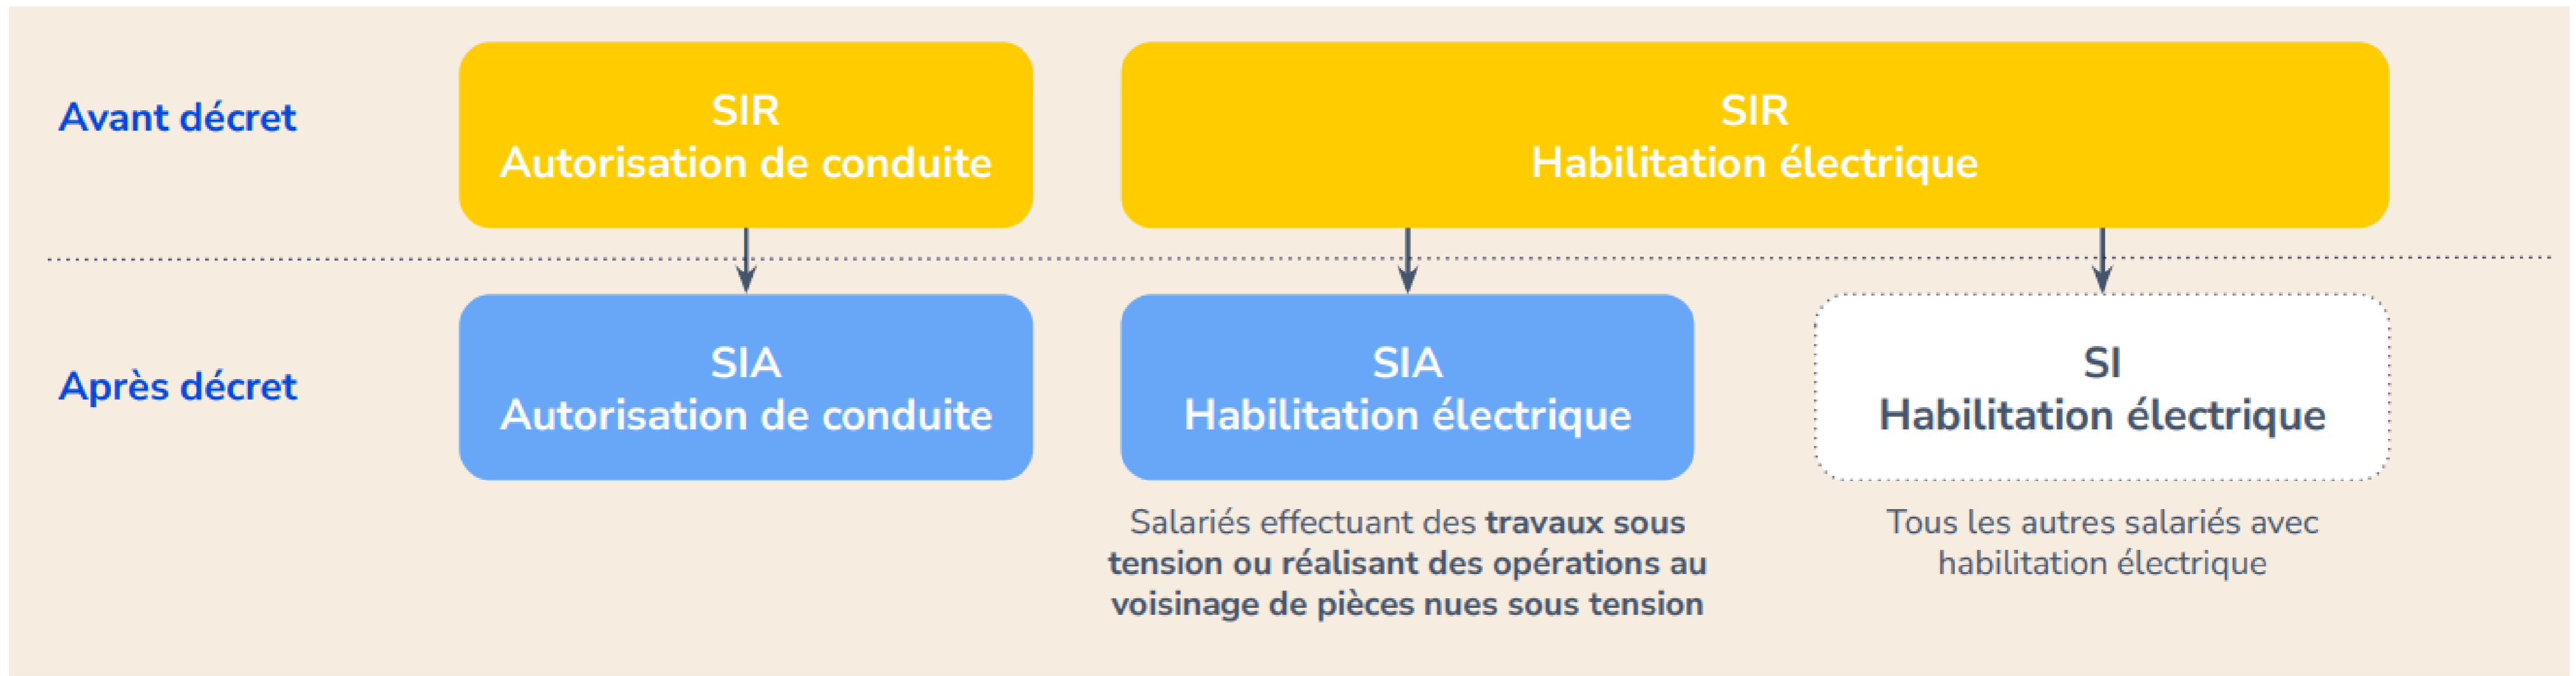 Avant décret
SIR
Autorisation de conduite
SIR
Habilitation électrique
Après décret
SIA
Autorisation de conduite
SIA
Habilitation électrique
SI
Habilitation électrique
Salariés effectuant des travaux sous
tension ou réalisant des opérations au
voisinage de pièces nues sous tension
Tous les autres salariés avec
habilitation électrique